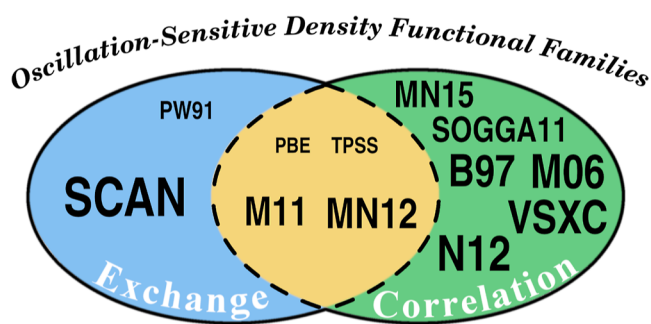 Oscillation-Sensitive Density Functional Families
PW91
SCAN
Exchange
PBE TPSS
M11 MN12
MN15
SOGGA11
B97 M06
VSXC
N12
Correlation